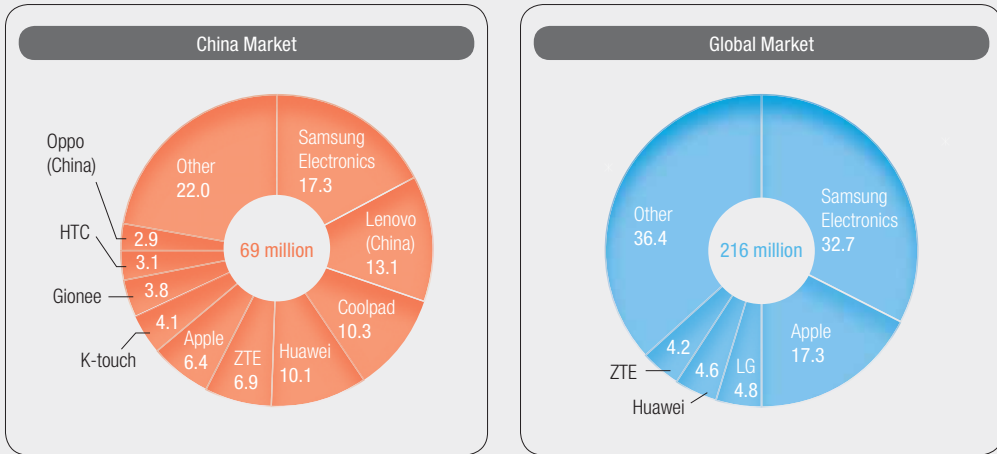 China Market
Oppo
(China)
2.9
HTC
3.1
Gionee
3.8
K-touch
4.1
Other
22.0
Samsung
Electronics
17.3
Lenovo
(China)
13.1
Coolpad
10.3
Huawei
10.1
ZTE
6.9
Apple
6.4
69 million
Global Market
Other
36.4
Samsung
Electronics
32.7
Apple
17.3
LG
4.8
Huawei
4.6
ZTE
4.2
216 million